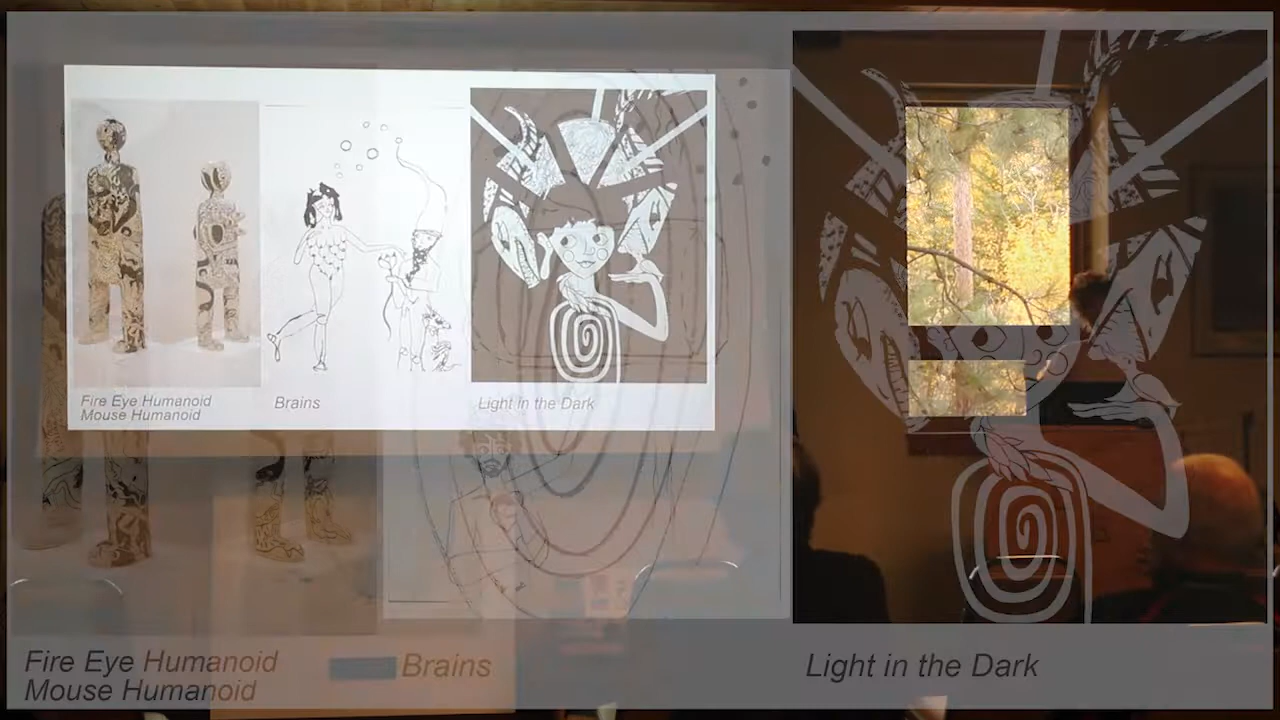 Fire Eye Humanoid
Mouse Humanoid
Brains
Light in the Dark
Fire Eye Humanoid
Mouse Humanoid
Brains
Light in the Dark